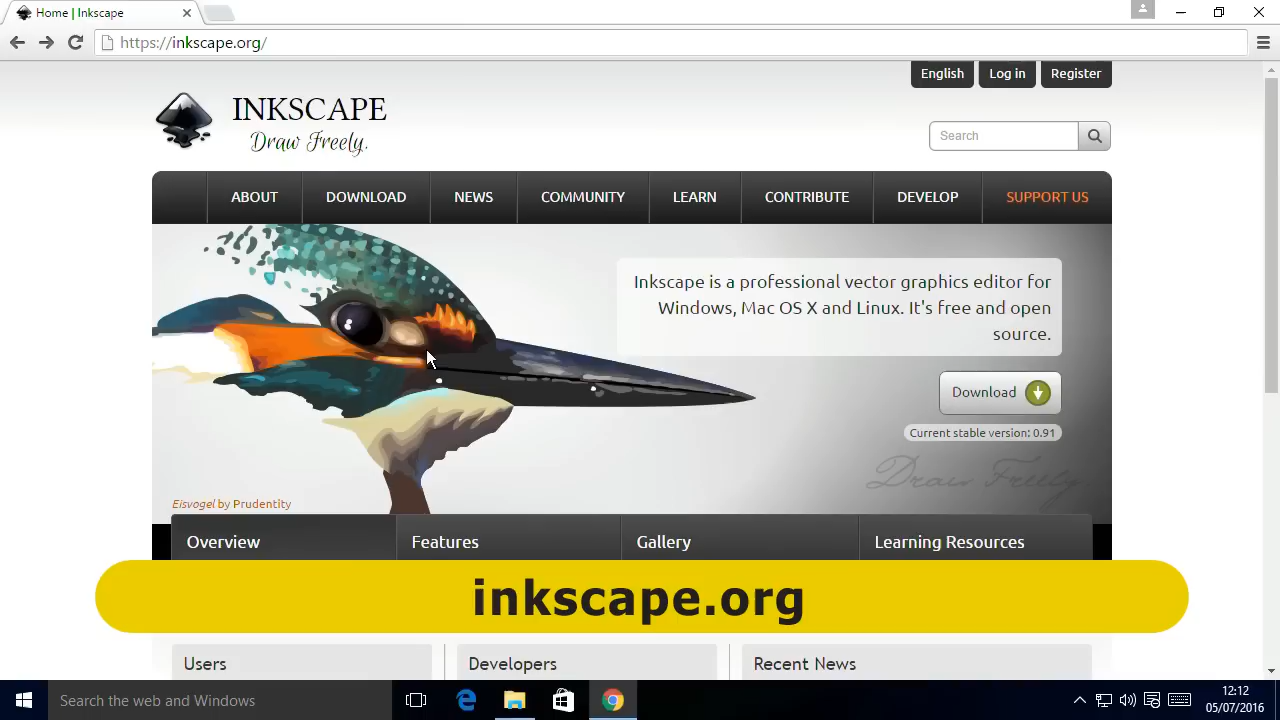 Home | Inkscape
https://inkscape.org/
English
Log in
Register
INKSCAPE
Draw Freely.
Search
ABOUT
DOWNLOAD
NEWS
COMMUNITY
LEARN
CONTRIBUTE
DEVELOP
SUPPORT US
Inkscape is a professional vector graphics editor for
Windows, Mac OS X and Linux. It's free and open
source.
Download
Current stable version: 0.91
Draw Freely.
Eisvogel by Prudentity
Overview
Features
Gallery
Learning Resources
inkscape.org
Users
Developers
Recent News
Search the web and Windows
12:12
05/07/2016